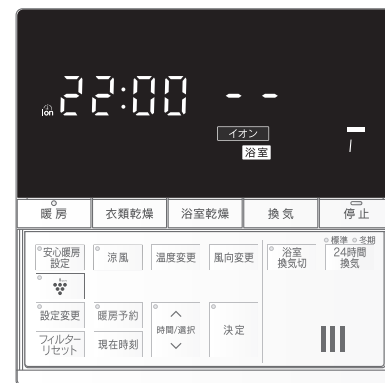 Ion 22:00 --
イオン
浴室
暖房 衣類乾燥 浴室乾燥 換気 停止
標準 冬期
安心暖房
設定
涼風
温度変更
風向変更
浴室
換気切
24時間
換気
設定変更
暖房予約
時間/選択
決定
フィルター
リセット
現在時刻